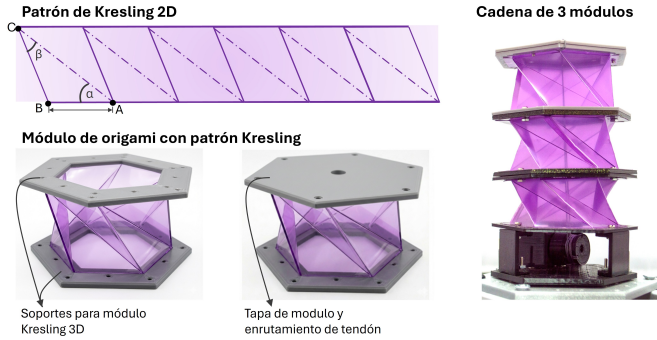 Patrón de Kresling 2D
Cadena de 3 módulos
C
β
α
B
A
Módulo de origami con patrón Kresling
Soportes para módulo
Kresling 3D
Tapa de modulo y
enrutamiento de tendón